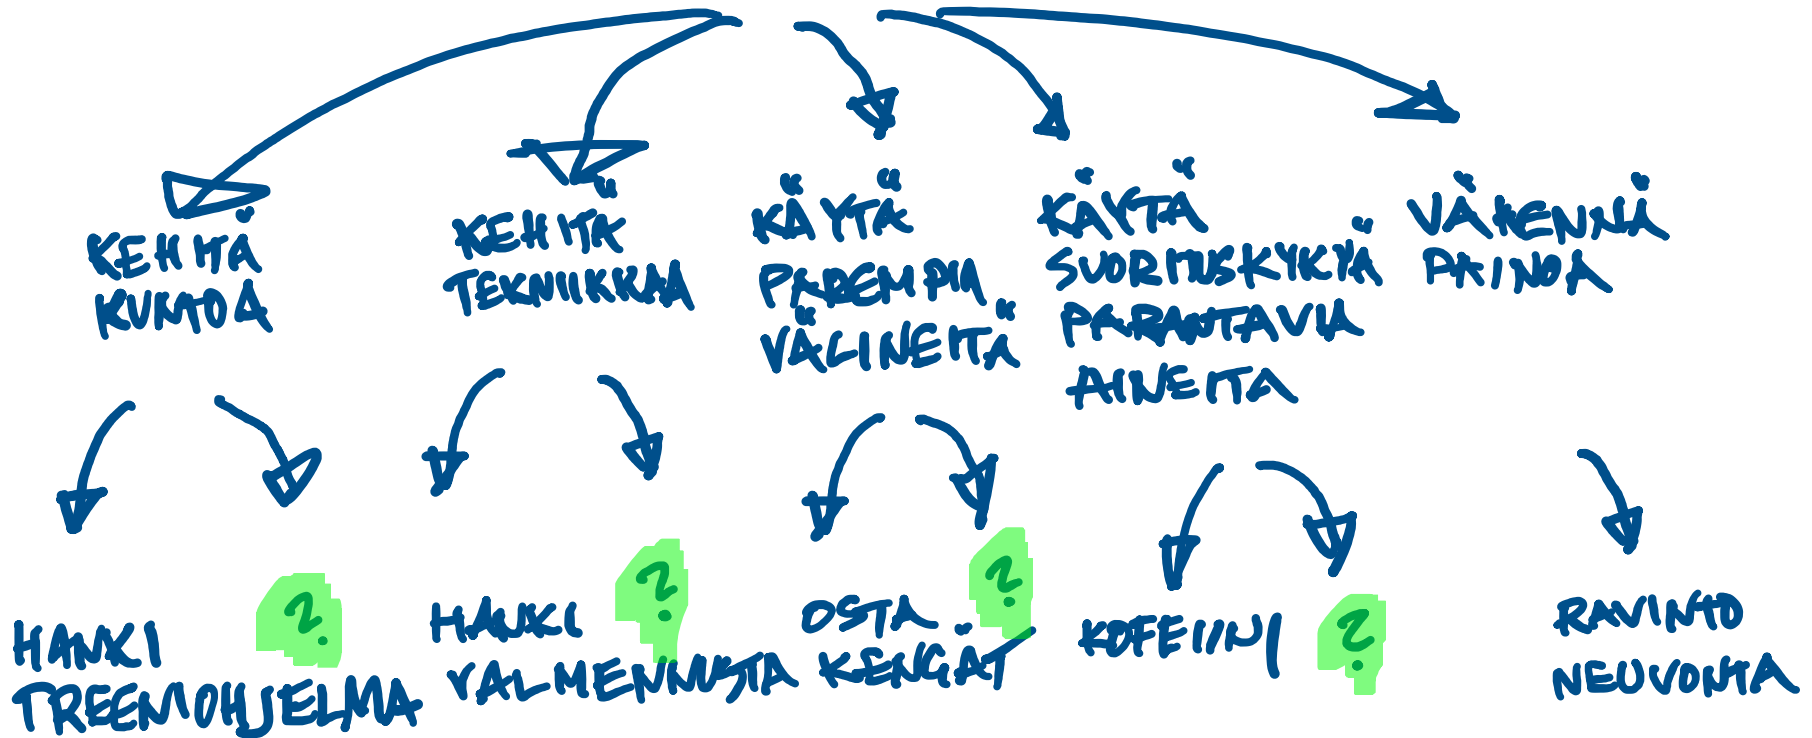 KEHITÄ
KUNTOA
KEHITÄ
TEKNIIKKAA
KÄYTÄ
PAREMPIA
VÄLINEITÄ
KÄYTÄ
SUORITUSKYKYÄ
PARANTAVIA
AINEITA
VÄHENNÄ
PAINOA
HANKI
TREENIOHJELMA
?
HANKI
VALMENNUSTA
?
OSTA
KENGÄT
?
KOFEIINI
?
RAVINTO
NEUVONTA